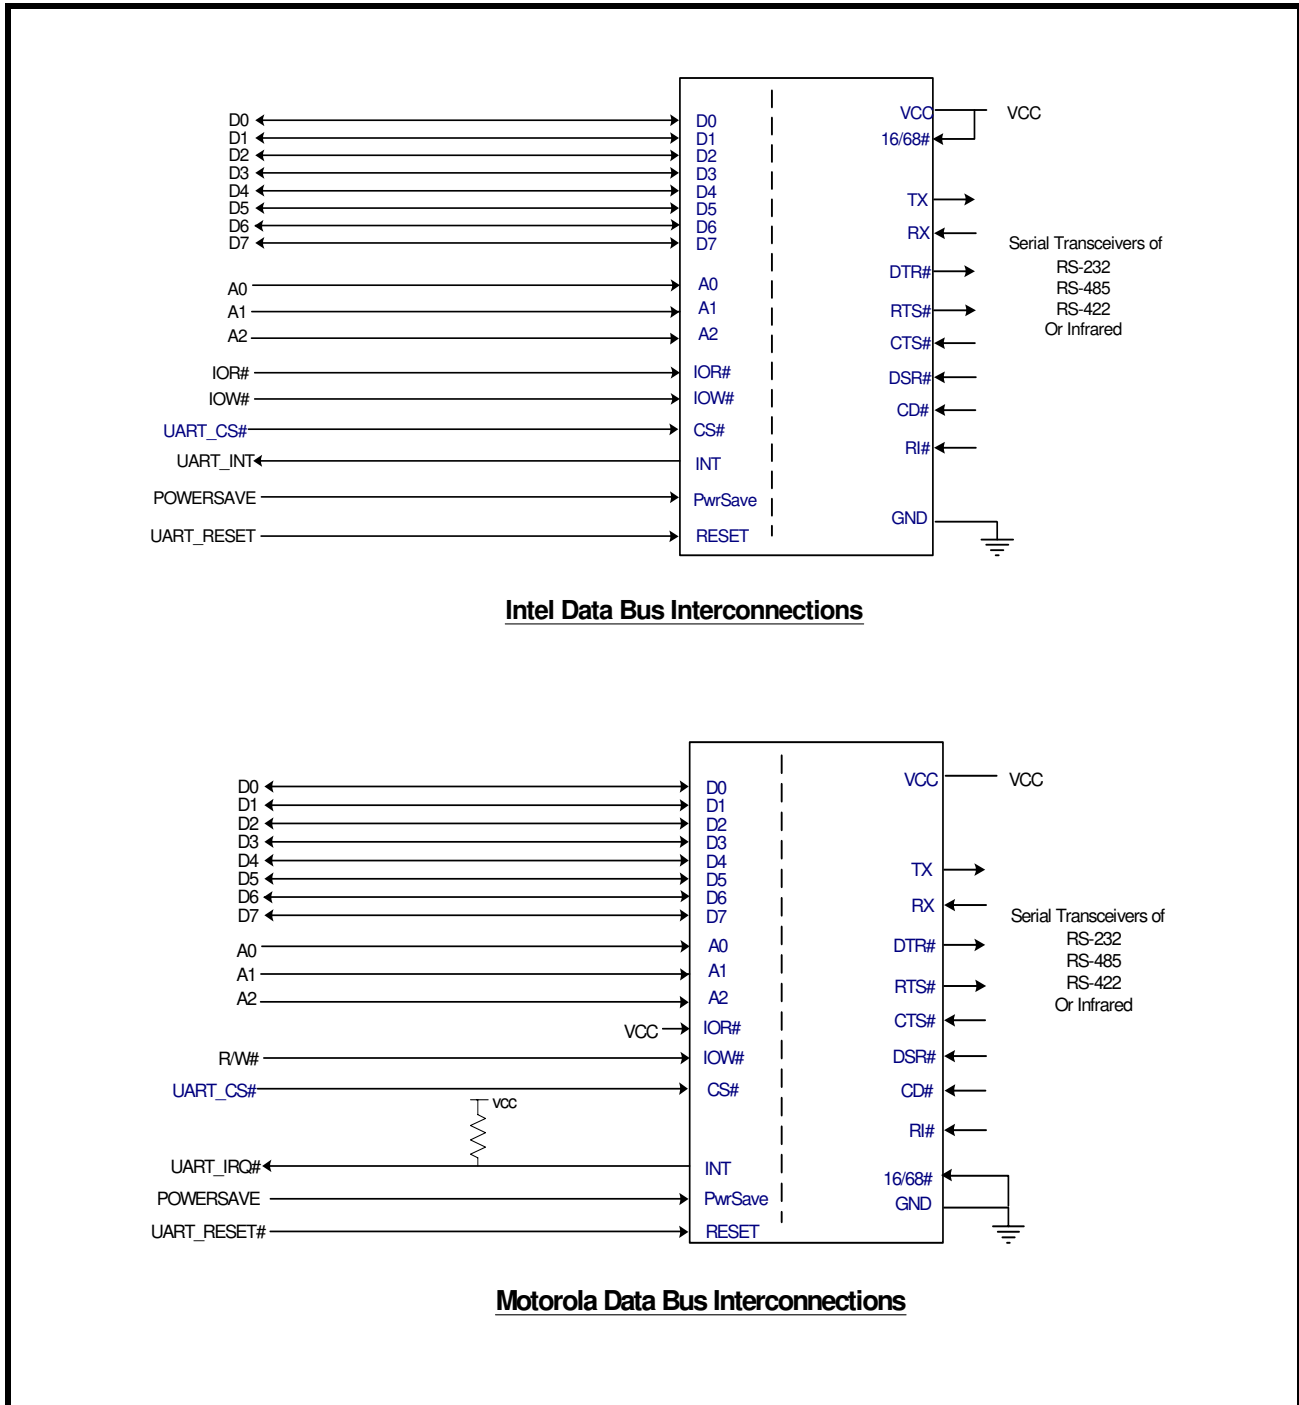 D0
D1
D2
D3
D4
D5
D6
D7
A0
A1
A2
IOR#
IOW#
UART_CS#
UART_INT
POWERSAVE
UART_RESET
D0
D1
D2
D3
D4
D5
D6
D7
A0
A1
A2
IOR#
IOW#
CS#
INT
PwrSave
RESET
VCC
16/68#
TX
RX
DTR#
RTS#
CTS#
DSR#
CD#
RI#
GND
VCC
Serial Transceivers of
RS-232
RS-485
RS-422
Or Infrared
Intel Data Bus Interconnections
D0
D1
D2
D3
D4
D5
D6
D7
A0
A1
A2
VCC
R/W#
UART_CS#
VCC
UART_IRQ#
POWERSAVE
UART_RESET#
D0
D1
D2
D3
D4
D5
D6
D7
A0
A1
A2
IOR#
IOW#
CS#
INT
PwrSave
RESET
VCC
TX
RX
DTR#
RTS#
CTS#
DSR#
CD#
RI#
16/68#
GND
VCC
Serial Transceivers of
RS-232
RS-485
RS-422
Or Infrared
Motorola Data Bus Interconnections